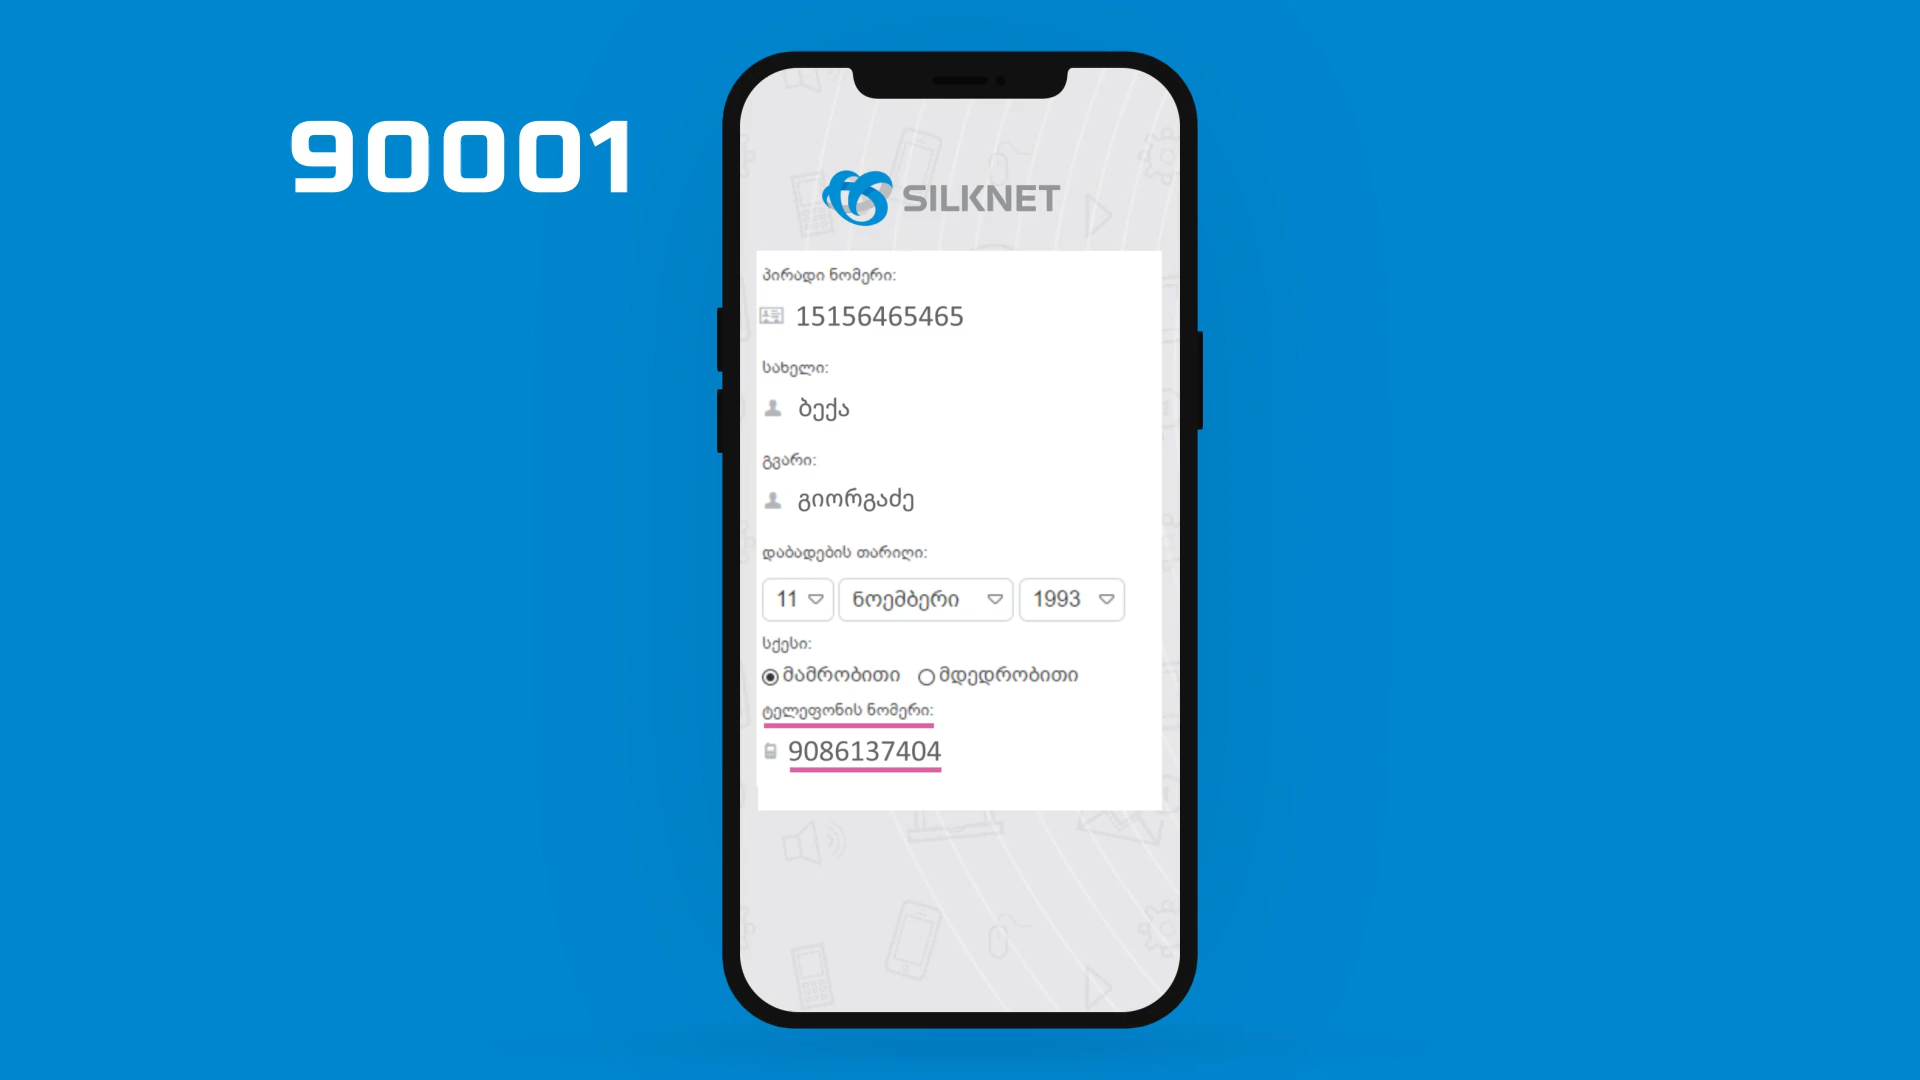 90001
SILKNET
პირადი ნომერი:
15156465465
სახელი:
ბექა
გვარი:
გიორგაძე
დაბადების თარიღი:
11 ნოემბერი 1993
სქესი:
მამრობითი მდედრობითი
ტელეფონის ნომერი:
9086137404